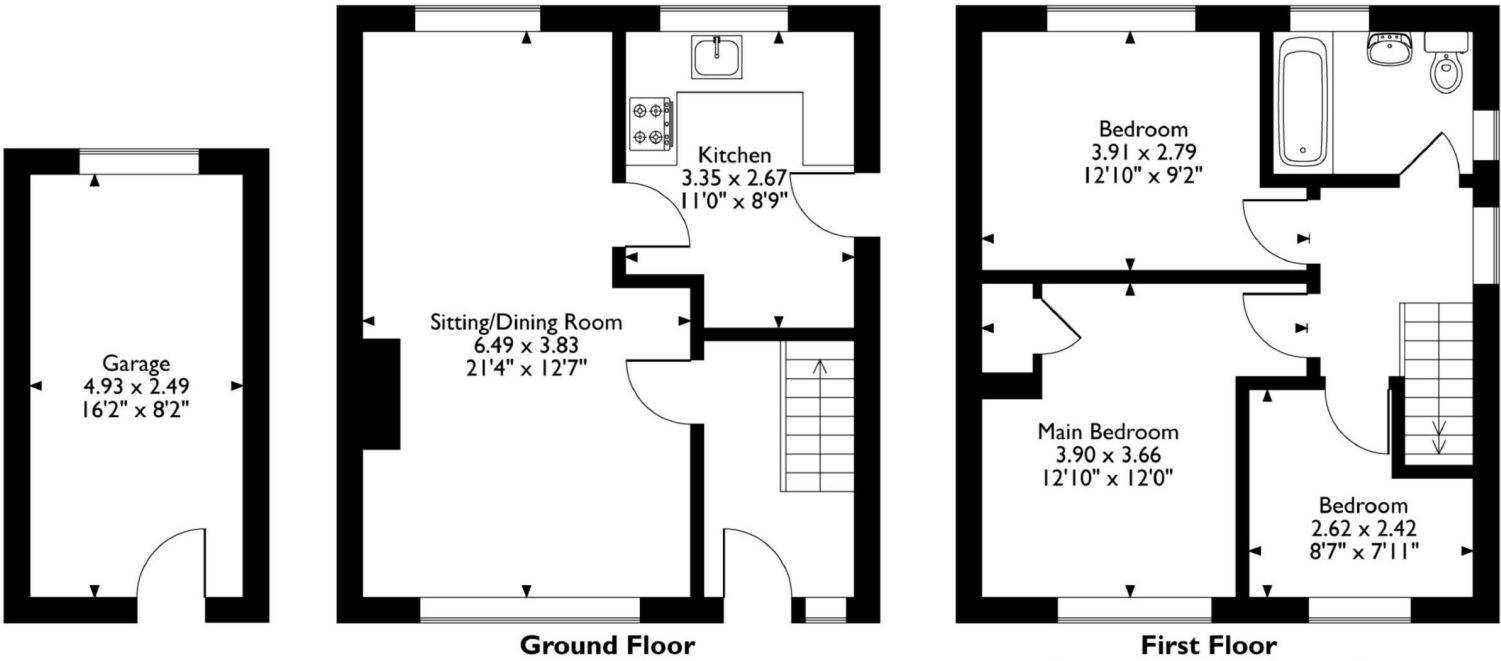 Garage
4.93 x 2.49
16'2" x 8'2"
Sitting/Dining Room
6.49 x 3.83
21'4" x 12'7"
Kitchen
3.35 x 2.67
11'0" x 8'9"
Ground Floor
Bedroom
3.91 x 2.79
12'10" x 9'2"
Main Bedroom
3.90 x 3.66
12'10" x 12'0"
Bedroom
2.62 x 2.42
8'7" x 7'11"
First Floor